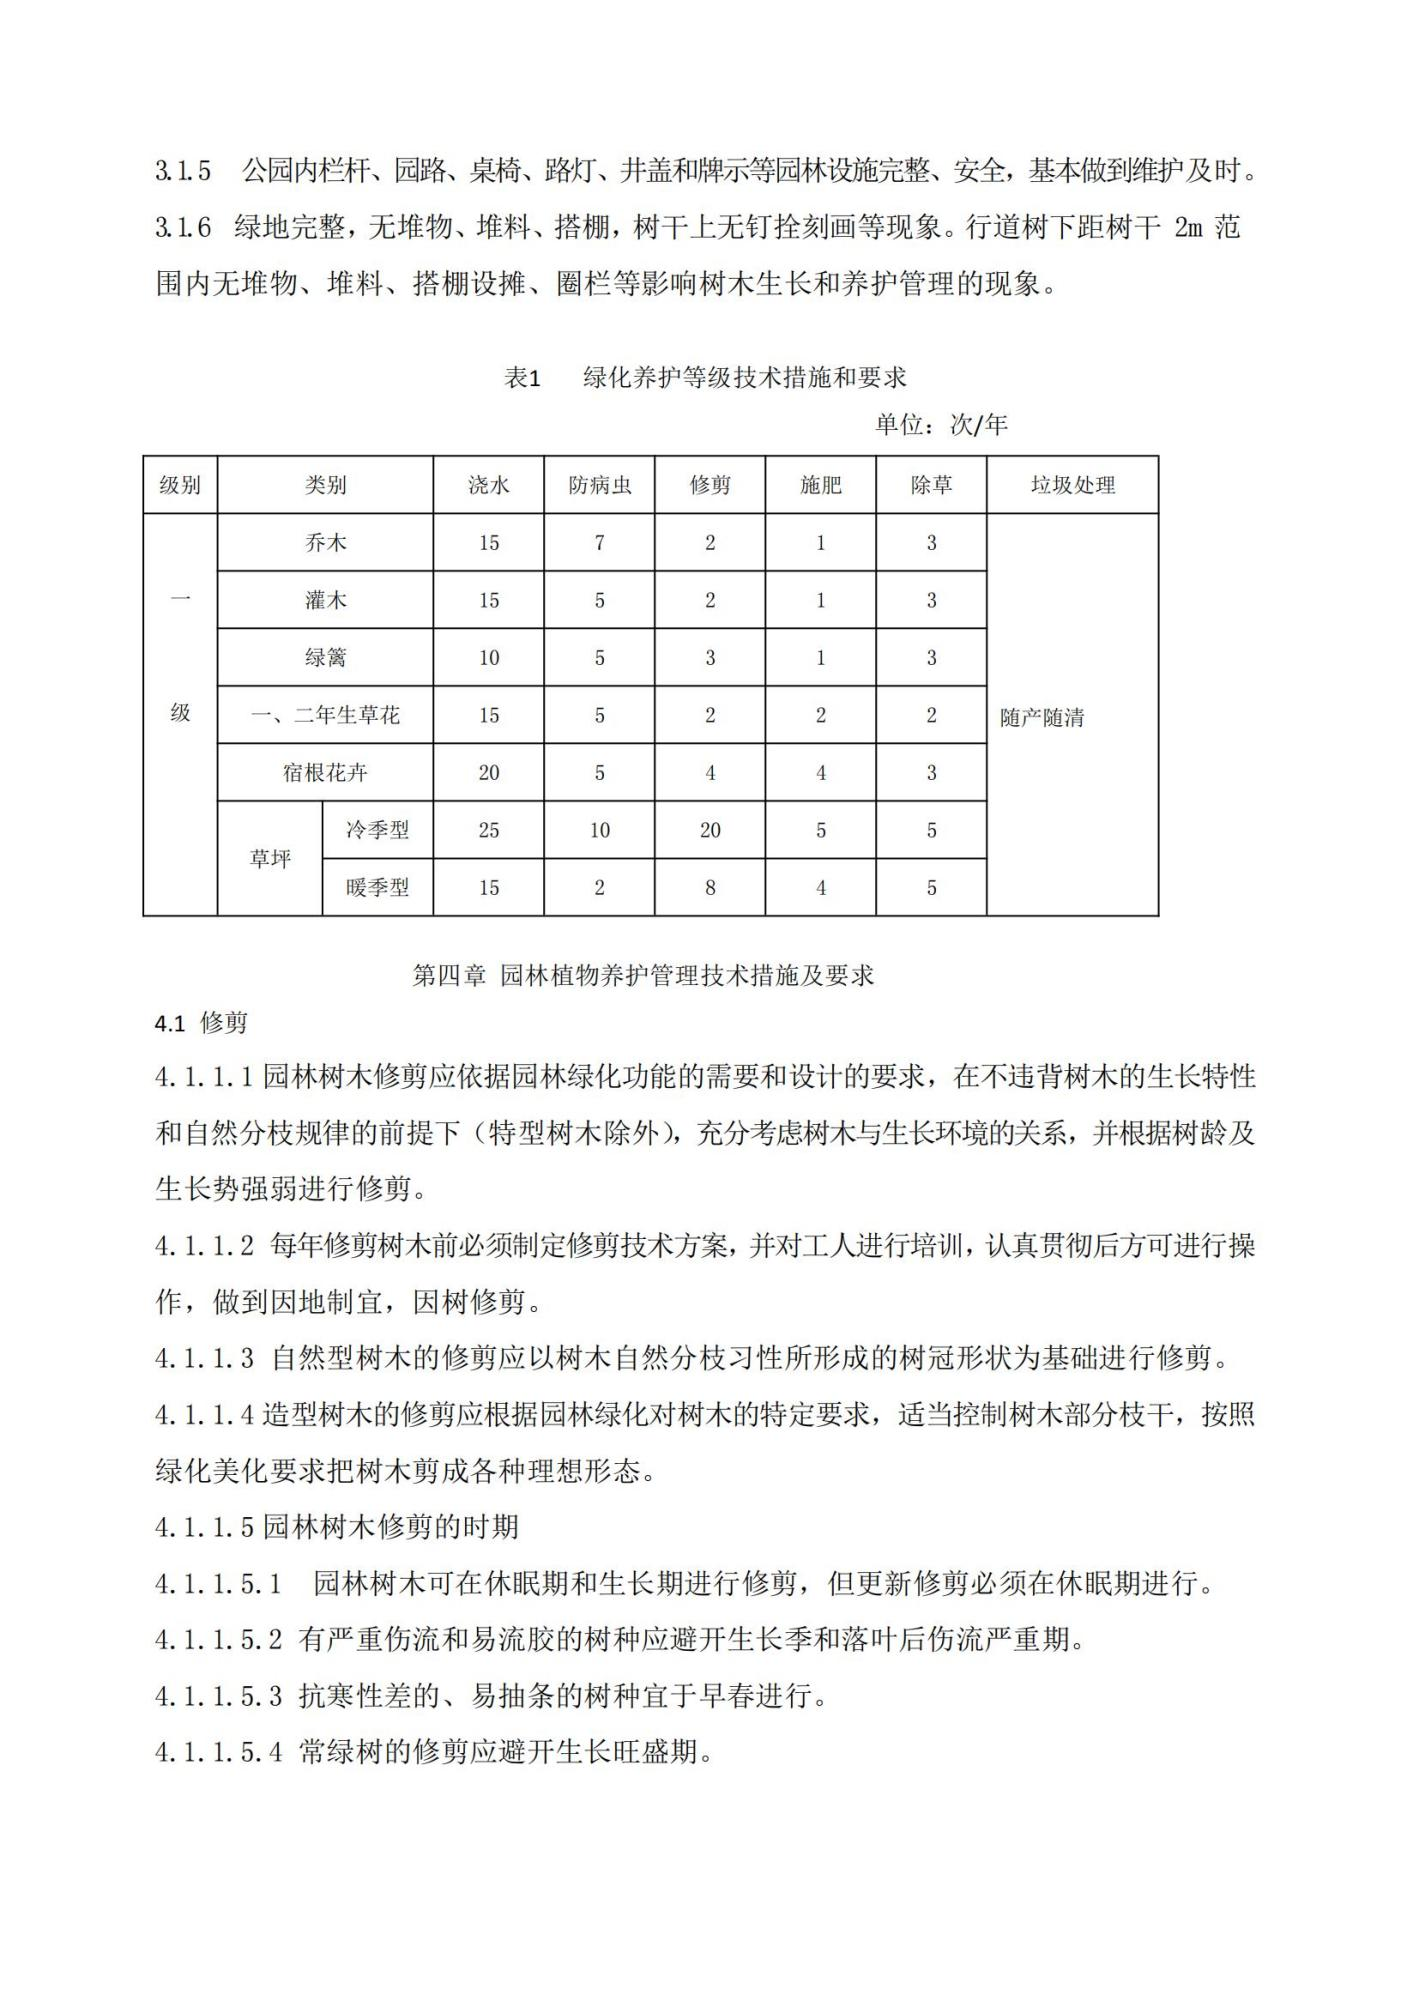 3.1.5 公园内栏杆、园路、桌椅、路灯、井盖和牌示等园林设施完整、安全，基本做到维护及时。
3.1.6 绿地完整，无堆物、堆料、搭棚，树干上无钉拴刻画等现象。行道树下距树干 2m 范
围内无堆物、堆料、搭棚设摊、圈栏等影响树木生长和养护管理的现象。
表1 绿化养护等级技术措施和要求
单位：次/年
级别 类别 浇水 防病虫 修剪 施肥 除草 垃圾处理
乔木 15 7 2 1 3
一 灌木 15 5 2 1 3
绿篱 10 5 3 1 3
级 一、二年生草花 15 5 2 2 2 随产随清
宿根花卉 20 5 4 4 3
草坪 冷季型 25 10 20 5 5
暖季型 15 2 8 4 5
第四章 园林植物养护管理技术措施及要求
4.1 修剪
4.1.1.1园林树木修剪应依据园林绿化功能的需要和设计的要求，在不违背树木的生长特性
和自然分枝规律的前提下（特型树木除外），充分考虑树木与生长环境的关系，并根据树龄及
生长势强弱进行修剪。
4.1.1.2 每年修剪树木前必须制定修剪技术方案，并对工人进行培训，认真贯彻后方可进行操
作，做到因地制宜，因树修剪。
4.1.1.3 自然型树木的修剪应以树木自然分枝习性所形成的树冠形状为基础进行修剪。
4.1.1.4造型树木的修剪应根据园林绿化对树木的特定要求，适当控制树木部分枝干，按照
绿化美化要求把树木剪成各种理想形态。
4.1.1.5园林树木修剪的时期
4.1.1.5.1 园林树木可在休眠期和生长期进行修剪，但更新修剪必须在休眠期进行。
4.1.1.5.2 有严重伤流和易流胶的树种应避开生长季和落叶后伤流严重期。
4.1.1.5.3 抗寒性差的、易抽条的树种宜于早春进行。
4.1.1.5.4 常绿树的修剪应避开生长旺盛期。